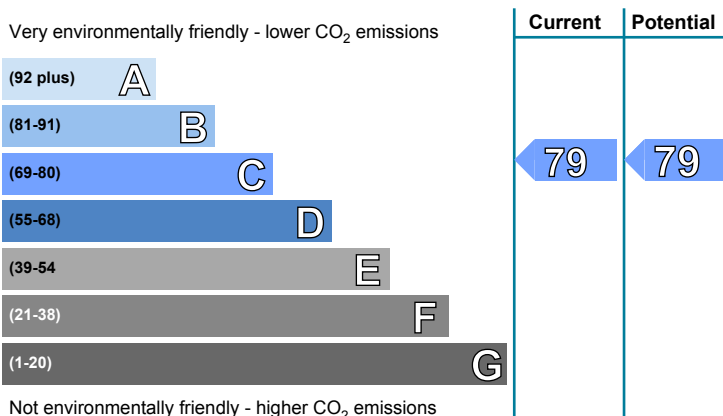 Very environmentally friendly - lower CO2 emissions
Current
Potential
(92 plus) A
(81-91) B
(69-80) C
79
79
(55-68) D
(39-54 E
(21-38) F
(1-20) G
Not environmentally friendly - higher CO2 emissions